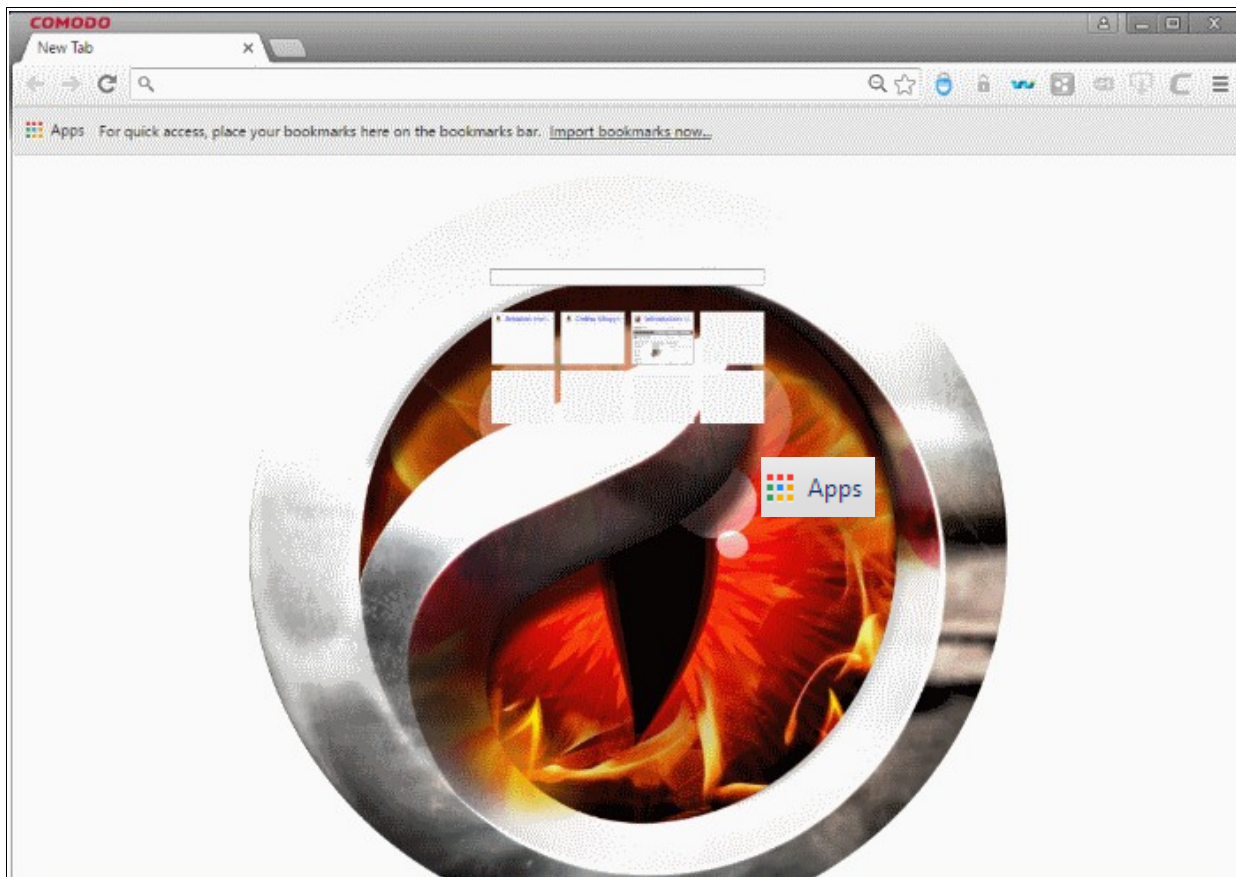 COMODO
New Tab
Apps For quick access, place your bookmarks here on the bookmarks bar. Import bookmarks now...
Apps